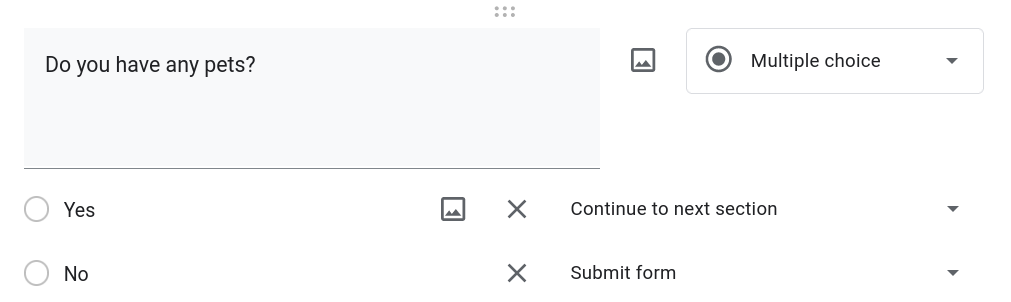 Do you have any pets?
Multiple choice
Yes
Continue to next section
No
Submit form